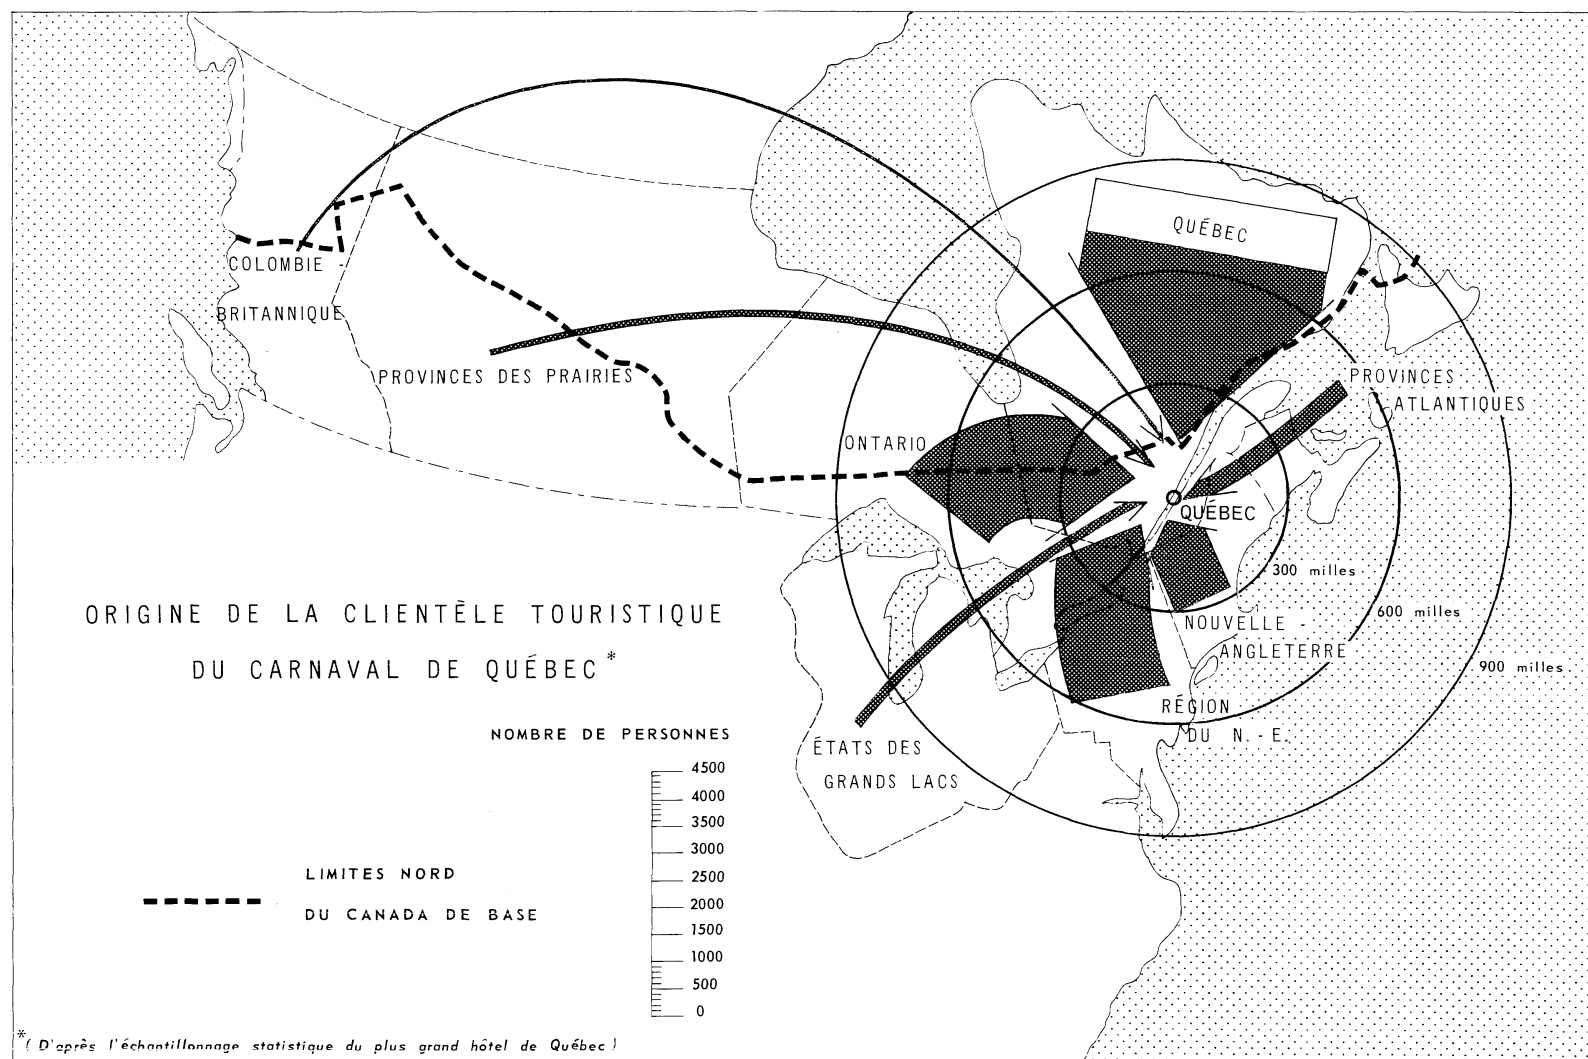 QUÉBEC
COLOMBIE -
BRITANNIQUE
PROVINCES DES PRAIRIES
PROVINCES
ATLANTIQUES
ONTARIO
QUÉBEC
300 milles
600 milles
900 milles
NOUVELLE -
ANGLETERRE
RÉGION
DU N. - E.
ÉTATS DES
GRANDS LACS
ORIGINE DE LA CLIENTÈLE TOURISTIQUE
DU CARNAVAL DE QUÉBEC*
NOMBRE DE PERSONNES
4500
4000
3500
3000
2500
2000
1500
1000
500
0
LIMITES NORD
DU CANADA DE BASE
*( D'après l'échantillonnage statistique du plus grand hôtel de Québec )